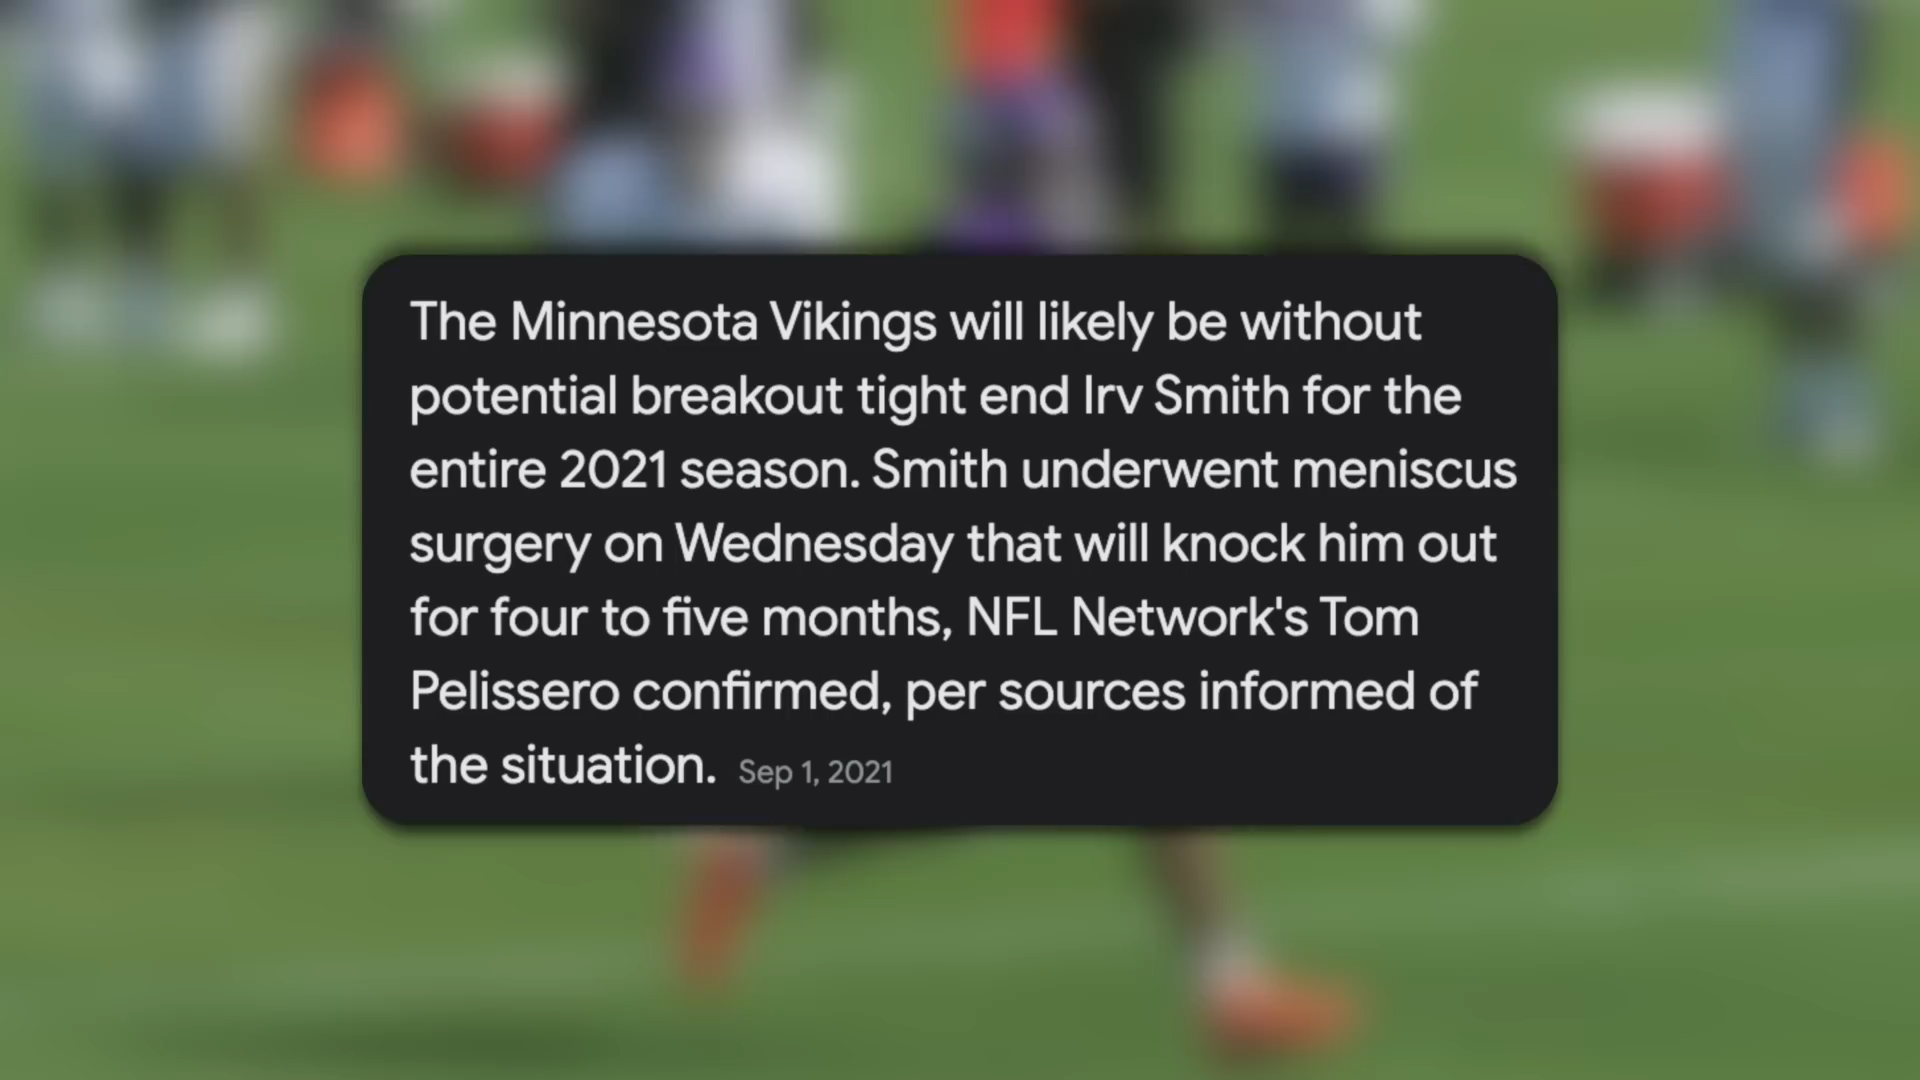 The Minnesota Vikings will likely be without
potential breakout tight end Irv Smith for the
entire 2021 season. Smith underwent meniscus
surgery on Wednesday that will knock him out
for four to five months, NFL Network's Tom
Pelissero confirmed, per sources informed of
the situation. Sep 1, 2021